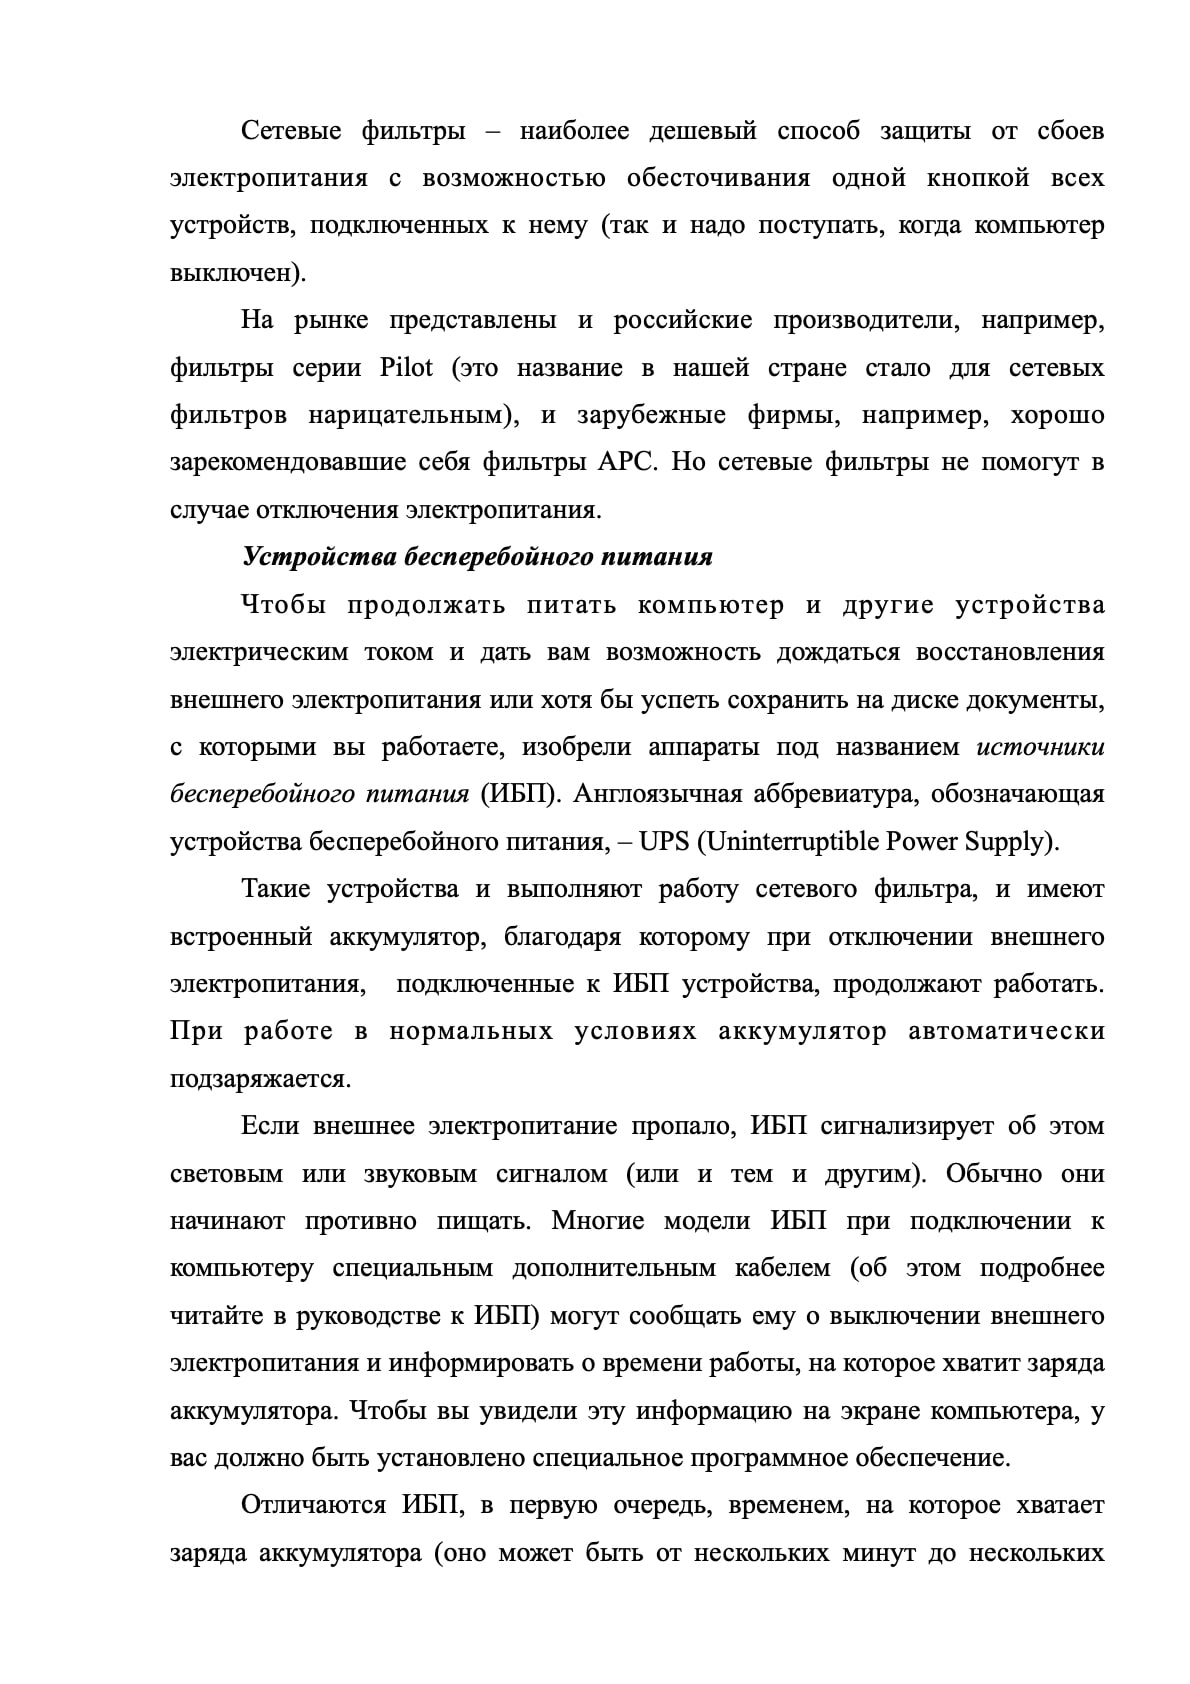 Сетевые фильтры – наиболее дешевый способ защиты от сбоев
электропитания с возможностью обесточивания одной кнопкой всех
устройств, подключенных к нему (так и надо поступать, когда компьютер
выключен).
На рынке представлены и российские производители, например,
фильтры серии Pilot (это название в нашей стране стало для сетевых
фильтров нарицательным), и зарубежные фирмы, например, хорошо
зарекомендовавшие себя фильтры APC. Но сетевые фильтры не помогут в
случае отключения электропитания.
Устройства бесперебойного питания
Чтобы продолжать питать компьютер и другие устройства
электрическим током и дать вам возможность дождаться восстановления
внешнего электропитания или хотя бы успеть сохранить на диске документы,
с которыми вы работаете, изобрели аппараты под названием источники
бесперебойного питания (ИБП). Англоязычная аббревиатура, обозначающая
устройства бесперебойного питания, – UPS (Uninterruptible Power Supply).
Такие устройства и выполняют работу сетевого фильтра, и имеют
встроенный аккумулятор, благодаря которому при отключении внешнего
электропитания, подключенные к ИБП устройства, продолжают работать.
При работе в нормальных условиях аккумулятор автоматически
подзаряжается.
Если внешнее электропитание пропало, ИБП сигнализирует об этом
световым или звуковым сигналом (или и тем и другим). Обычно они
начинают противно пищать. Многие модели ИБП при подключении к
компьютеру специальным дополнительным кабелем (об этом подробнее
читайте в руководстве к ИБП) могут сообщать ему о выключении внешнего
электропитания и информировать о времени работы, на которое хватит заряда
аккумулятора. Чтобы вы увидели эту информацию на экране компьютера, у
вас должно быть установлено специальное программное обеспечение.
Отличаются ИБП, в первую очередь, временем, на которое хватает
заряда аккумулятора (оно может быть от нескольких минут до нескольких